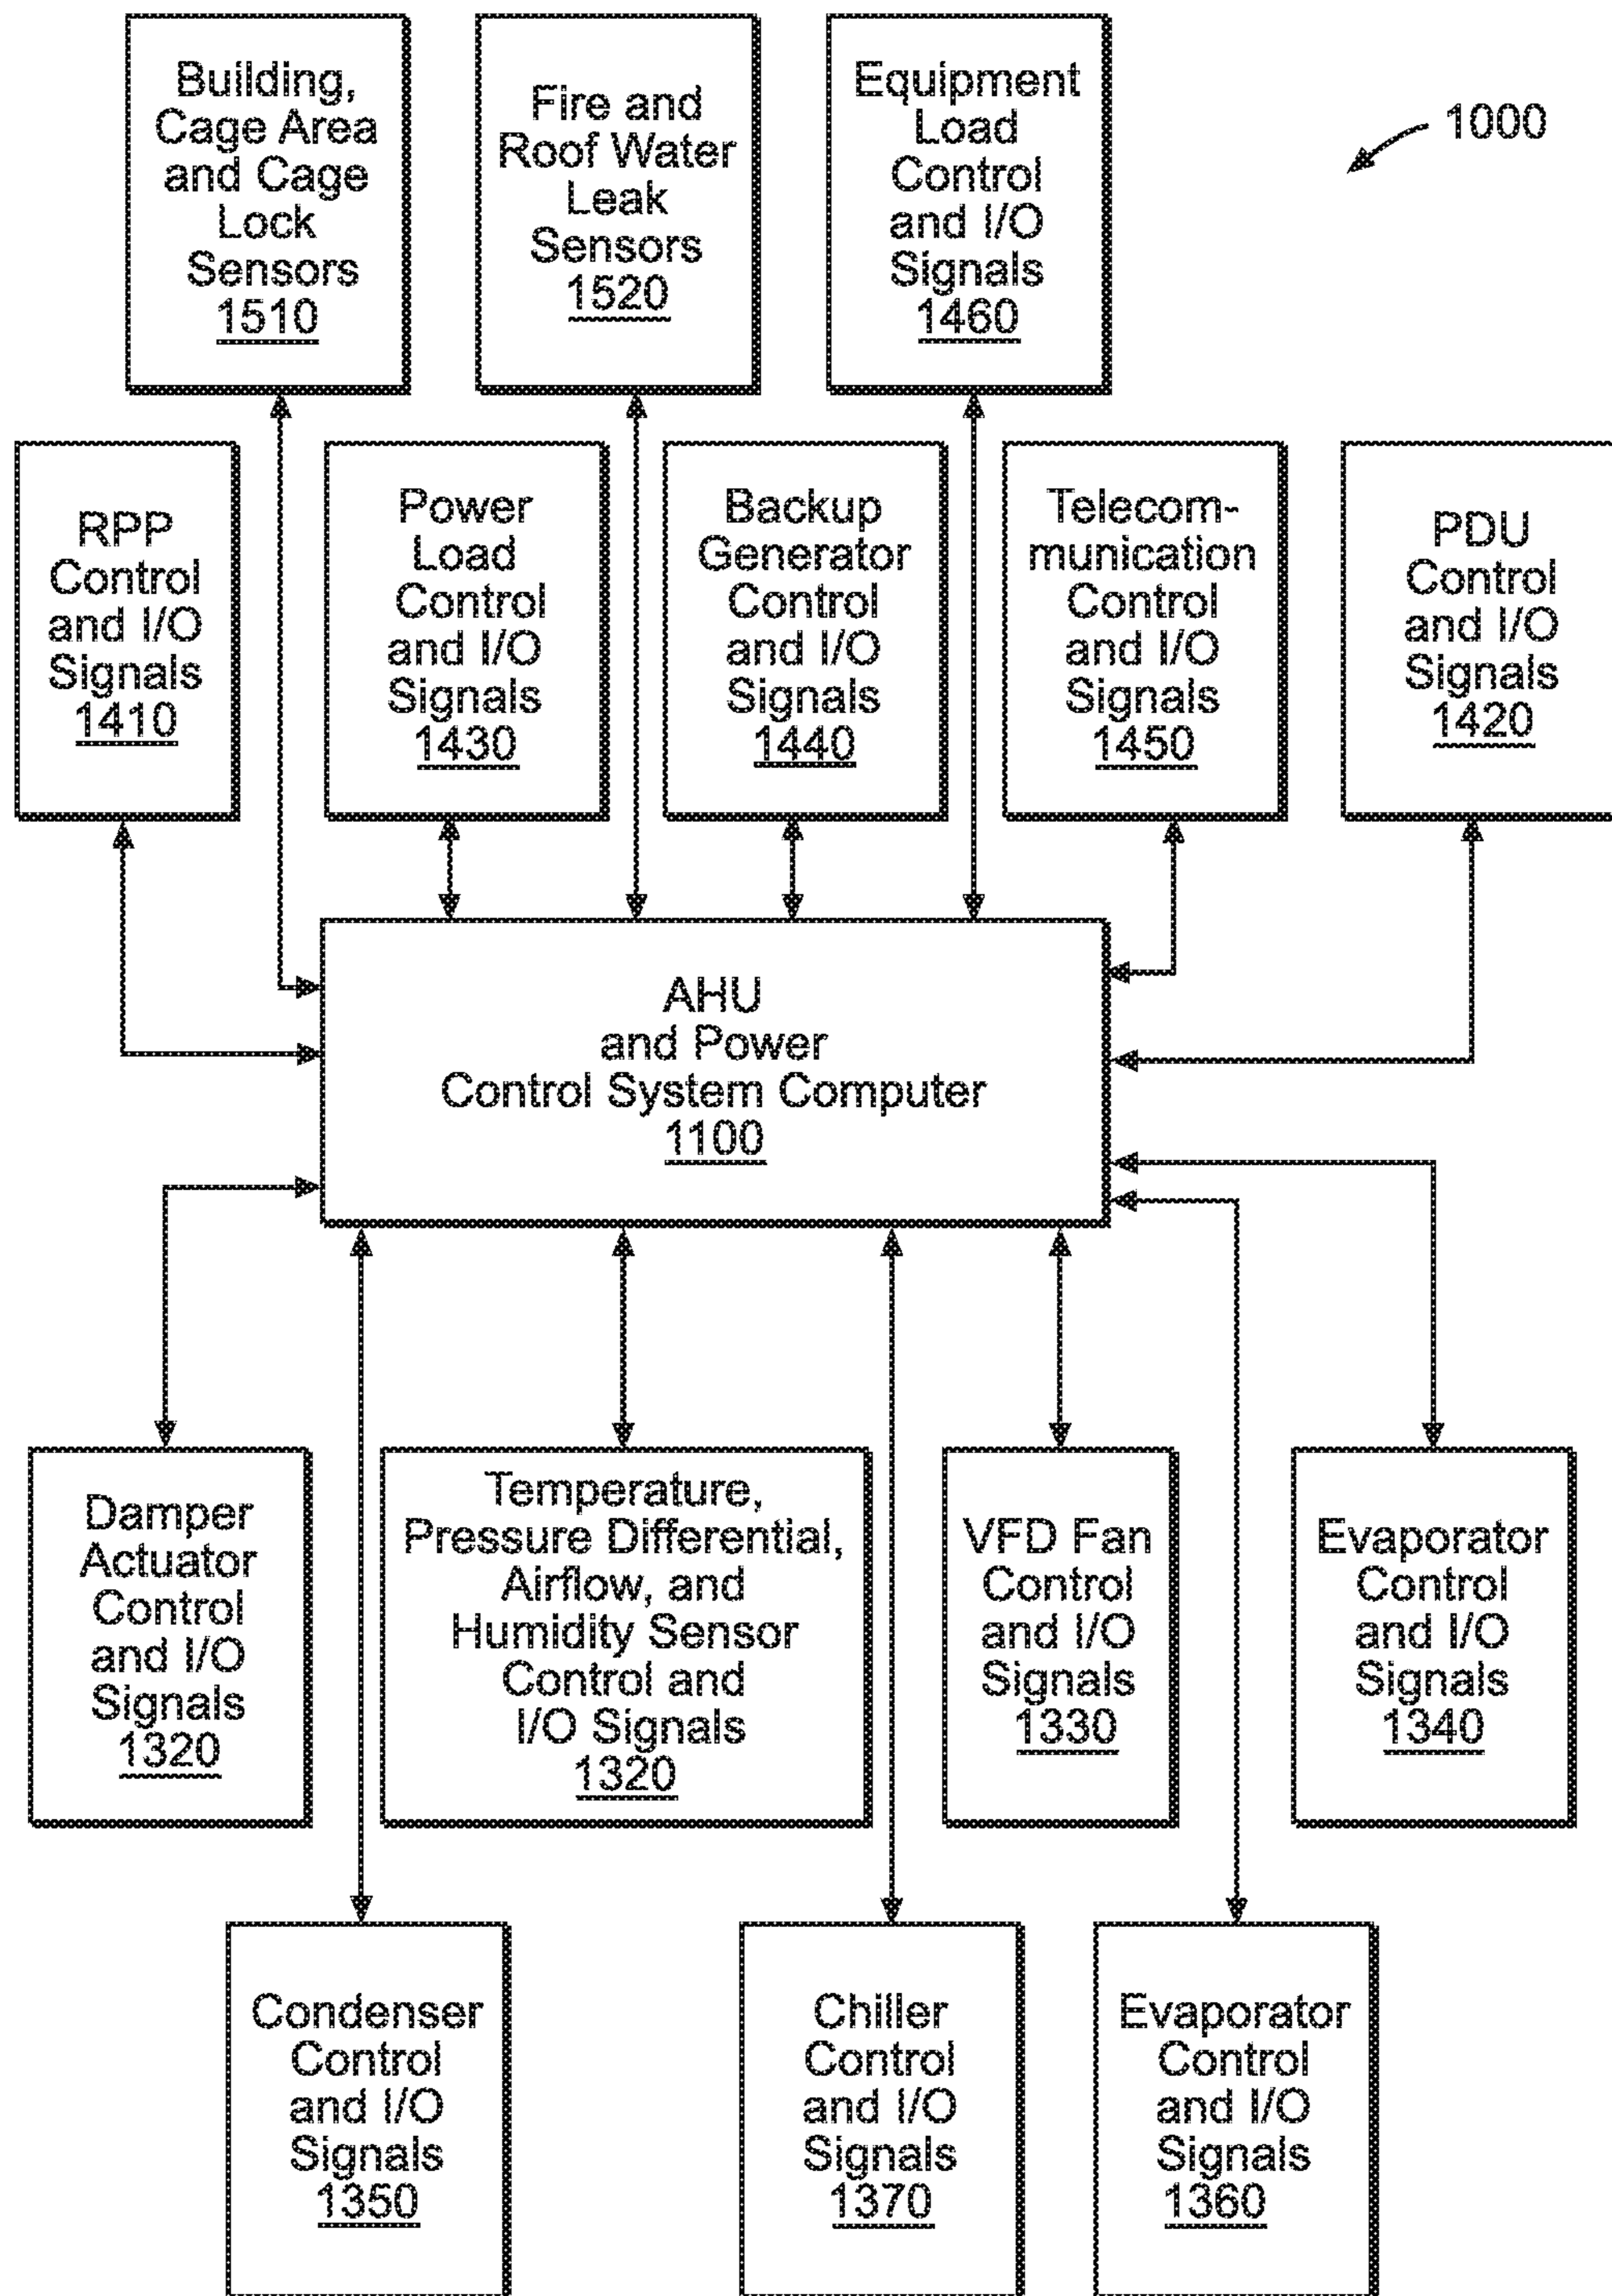 Building,
Cage Area
and Cage
Lock
Sensors
1510
Fire and
Roof Water
Leak
Sensors
1520
Equipment
Load
Control
and I/O
Signals
1460
1000
RPP
Control
and I/O
Signals
1410
Power
Load
Control
and I/O
Signals
1430
Backup
Generator
Control
and I/O
Signals
1440
Telecom-
munication
Control
and I/O
Signals
1450
PDU
Control
and I/O
Signals
1420
AHU
and Power
Control System Computer
1100
Damper
Actuator
Control
and I/O
Signals
1320
Temperature,
Pressure Differential,
Airflow, and
Humidity Sensor
Control and
I/O Signals
1320
VFD Fan
Control
and I/O
Signals
1330
Evaporator
Control
and I/O
Signals
1340
Condenser
Control
and I/O
Signals
1350
Chiller
Control
and I/O
Signals
1370
Evaporator
Control
and I/O
Signals
1360